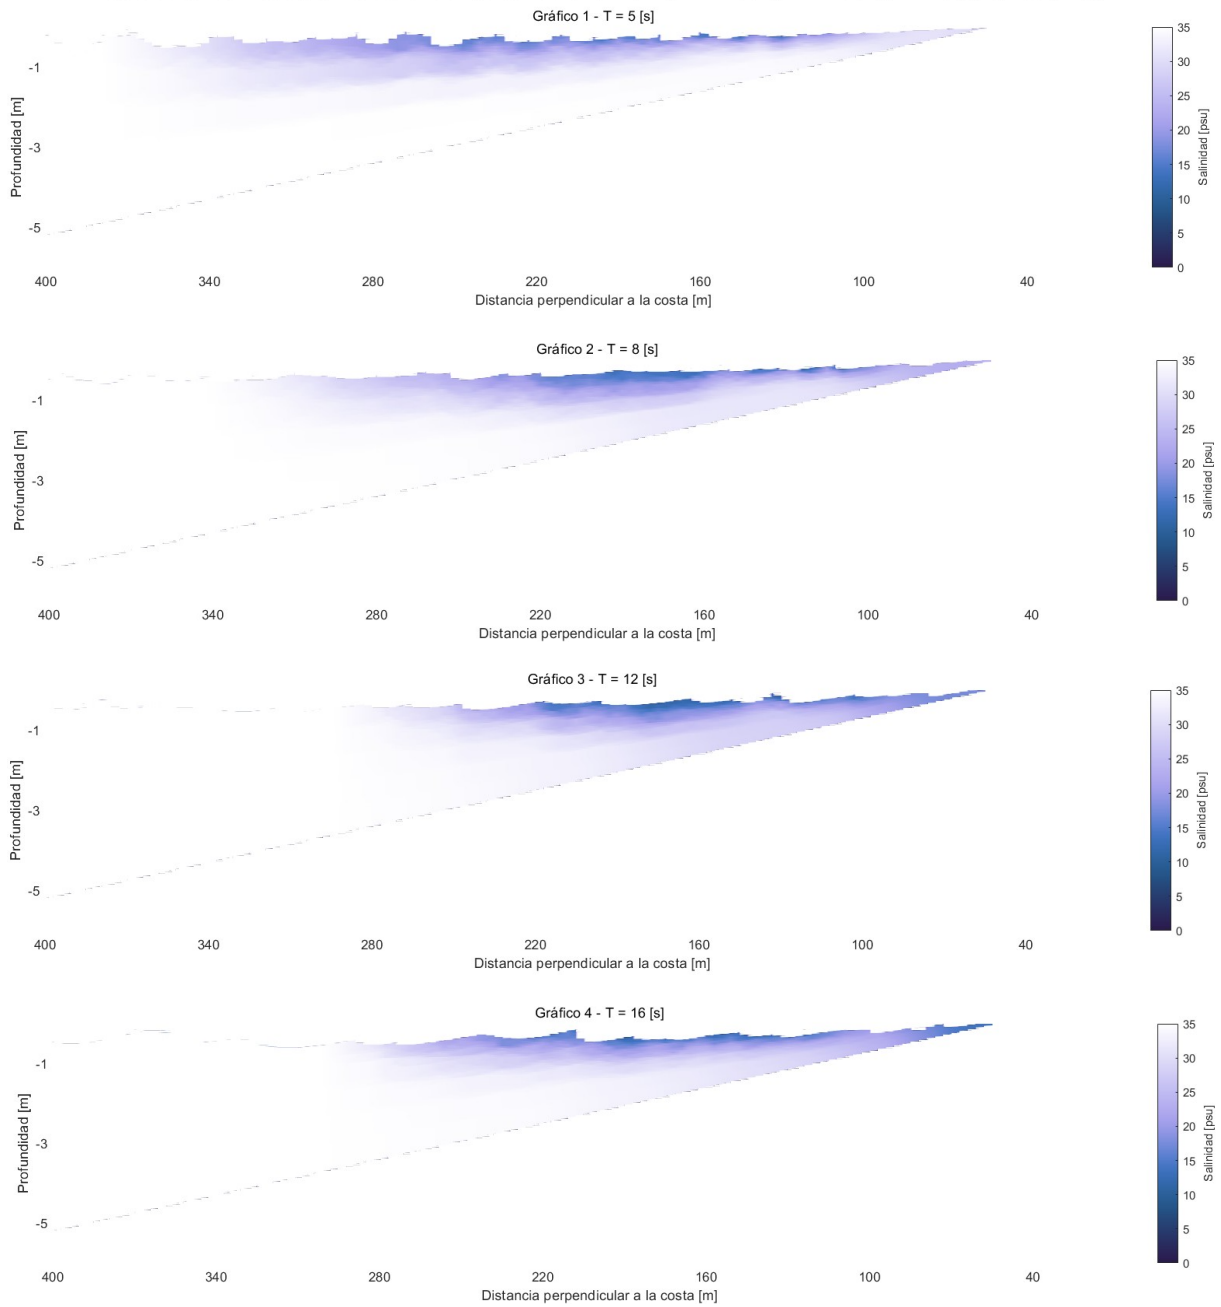 Gráfico 1 - T = 5 [s]
-1
-3
-5
Profundidad [m]
400 340 280 220 160 100 40
Distancia perpendicular a la costa [m]
35
30
25
20
15
10
5
0
Salinidad [psu]
Gráfico 2 - T = 8 [s]
-1
-3
-5
Profundidad [m]
400 340 280 220 160 100 40
Distancia perpendicular a la costa [m]
35
30
25
20
15
10
5
0
Salinidad [psu]
Gráfico 3 - T = 12 [s]
-1
-3
-5
Profundidad [m]
400 340 280 220 160 100 40
Distancia perpendicular a la costa [m]
35
30
25
20
15
10
5
0
Salinidad [psu]
Gráfico 4 - T = 16 [s]
-1
-3
-5
Profundidad [m]
400 340 280 220 160 100 40
Distancia perpendicular a la costa [m]
35
30
25
20
15
10
5
0
Salinidad [psu]